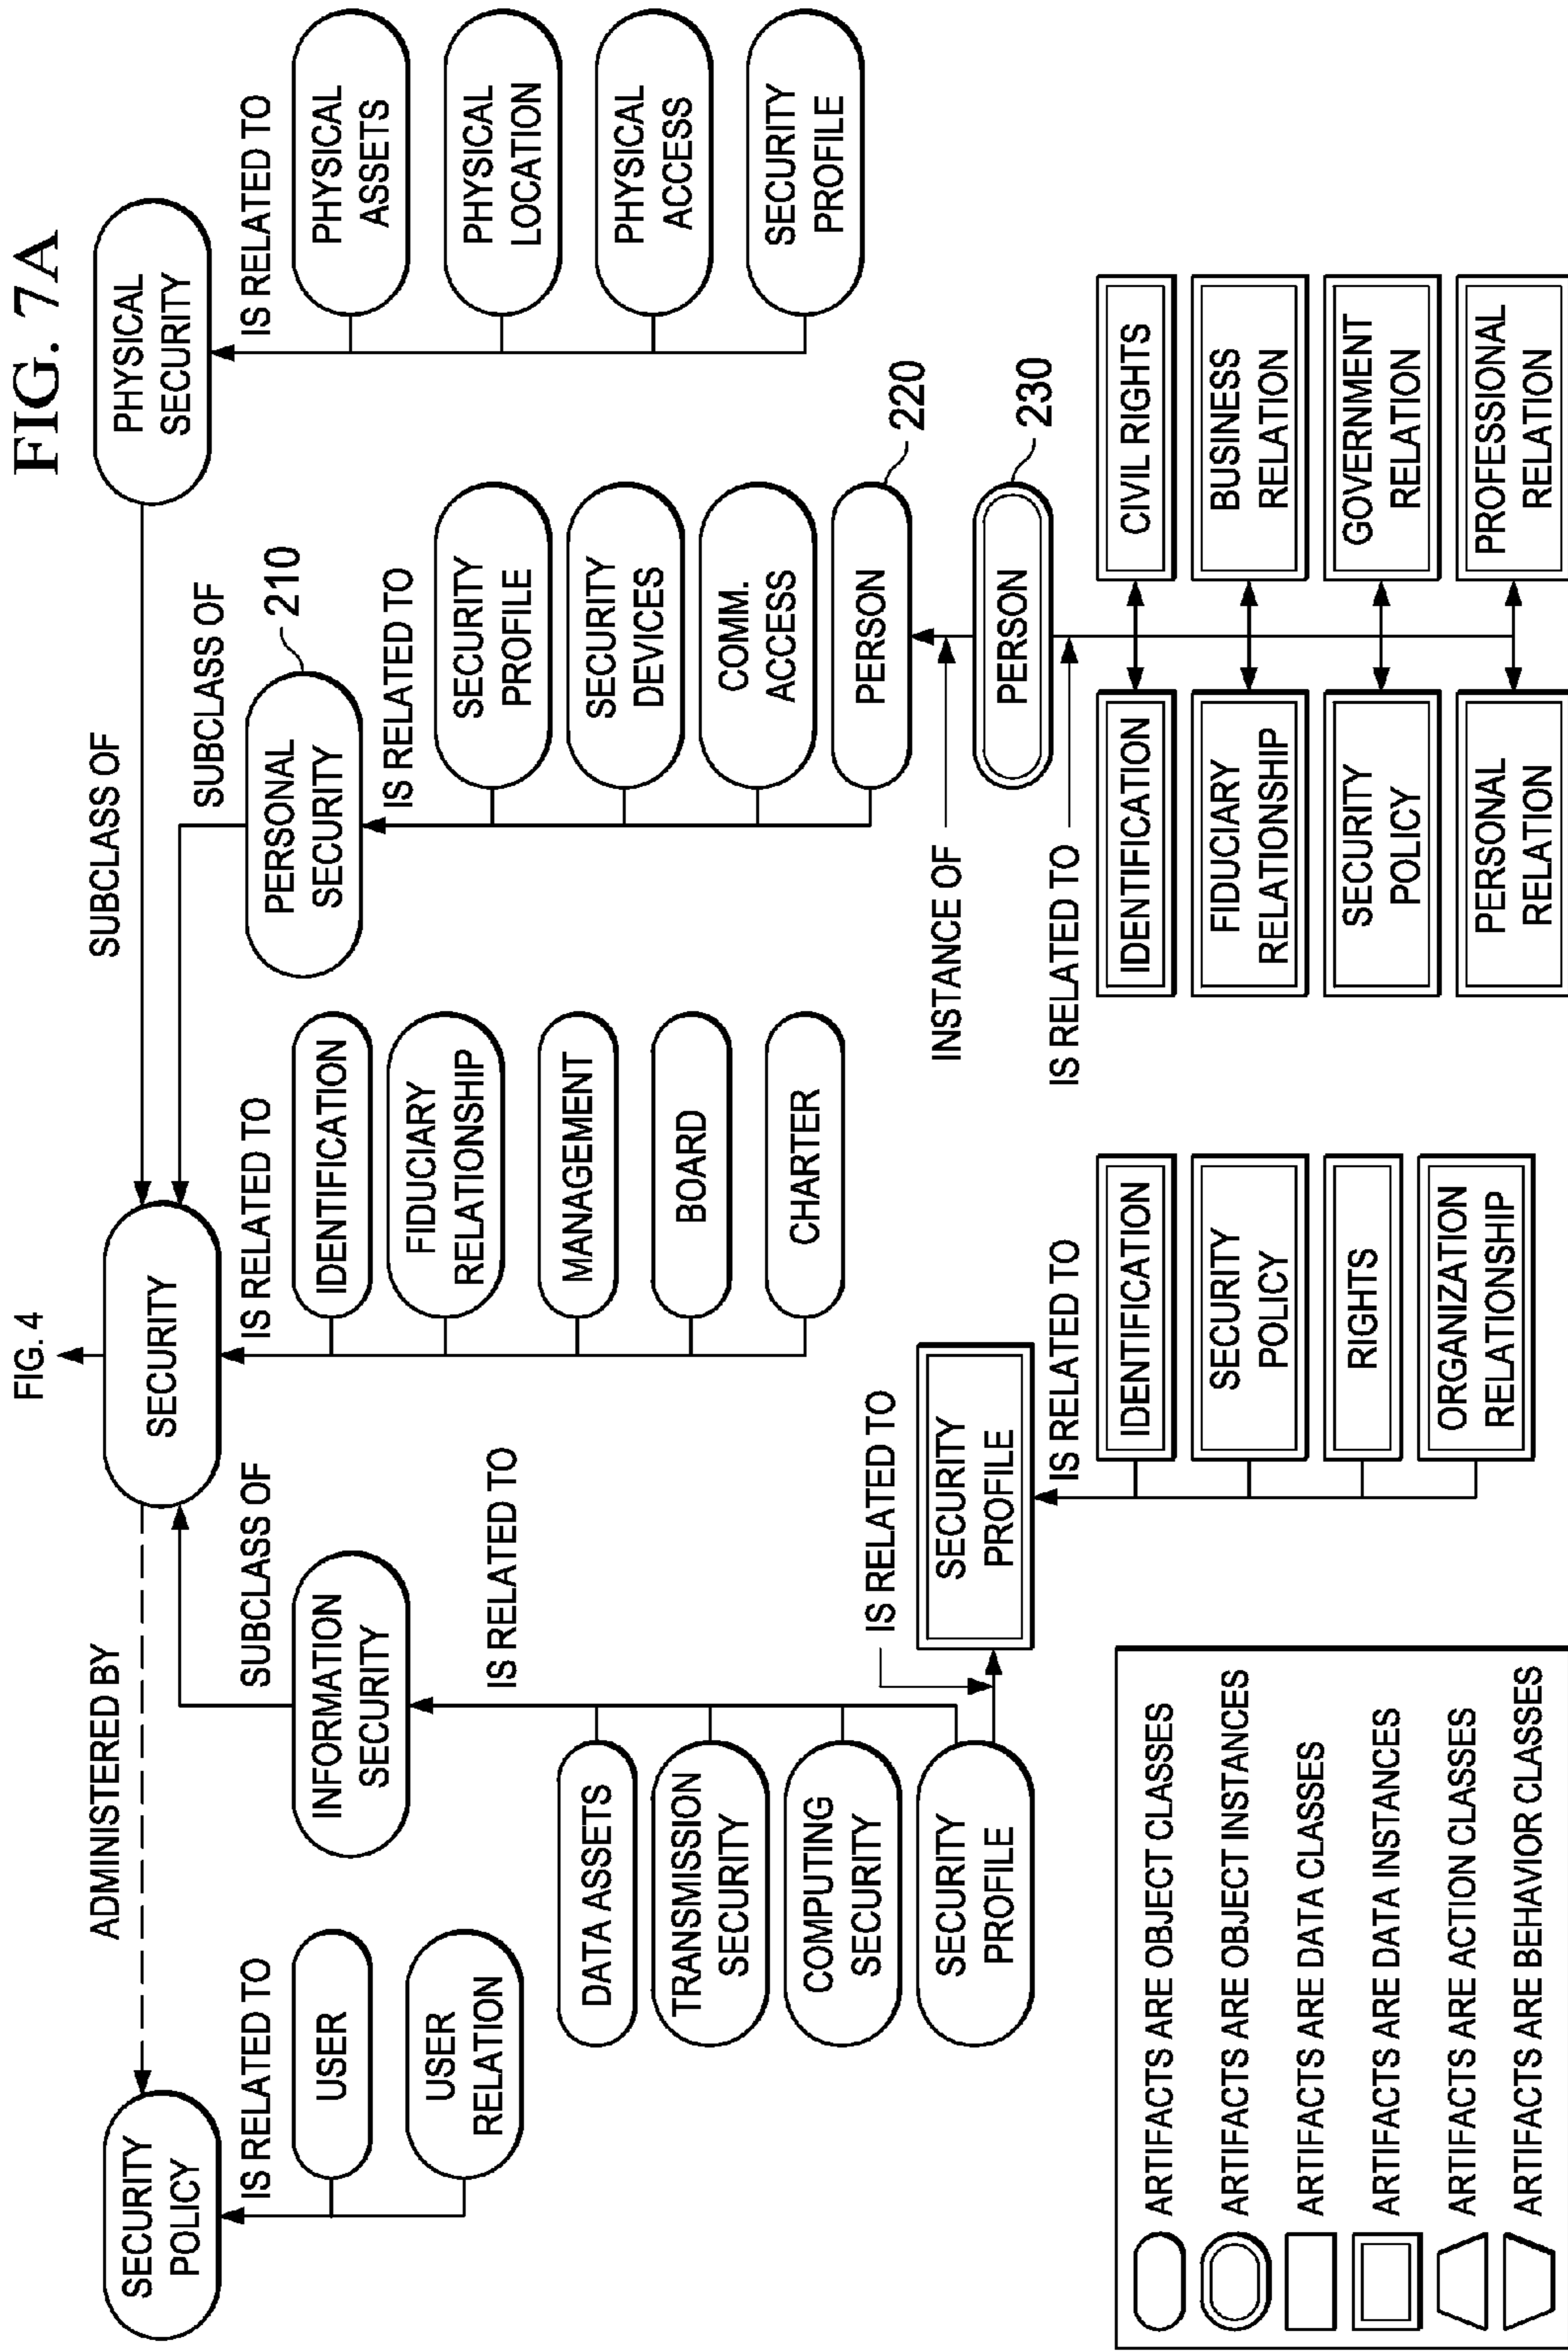 FIG. 7A
FIG. 4
ADMINISTERED BY
SUBCLASS OF
SECURITY
POLICY
SECURITY
PHYSICAL
SECURITY
IS RELATED TO
USER
USER
RELATION
SUBCLASS OF
INFORMATION
SECURITY
IS RELATED TO
DATA ASSETS
TRANSMISSION
SECURITY
COMPUTING
SECURITY
SECURITY
PROFILE
IS RELATED TO
SECURITY
PROFILE
IS RELATED TO
IDENTIFICATION
SECURITY
POLICY
RIGHTS
ORGANIZATION
RELATIONSHIP
IS RELATED TO
IDENTIFICATION
FIDUCIARY
RELATIONSHIP
MANAGEMENT
BOARD
CHARTER
SUBCLASS OF
PERSONAL
SECURITY
210
IS RELATED TO
SECURITY
PROFILE
SECURITY
DEVICES
COMM.
ACCESS
PERSON
220
INSTANCE OF
PERSON
230
IS RELATED TO
IDENTIFICATION
CIVIL RIGHTS
FIDUCIARY
RELATIONSHIP
BUSINESS
RELATION
SECURITY
POLICY
GOVERNMENT
RELATION
PERSONAL
RELATION
PROFESSIONAL
RELATION
IS RELATED TO
PHYSICAL
ASSETS
PHYSICAL
LOCATION
PHYSICAL
ACCESS
SECURITY
PROFILE
ARTIFACTS ARE OBJECT CLASSES
ARTIFACTS ARE OBJECT INSTANCES
ARTIFACTS ARE DATA CLASSES
ARTIFACTS ARE DATA INSTANCES
ARTIFACTS ARE ACTION CLASSES
ARTIFACTS ARE BEHAVIOR CLASSES